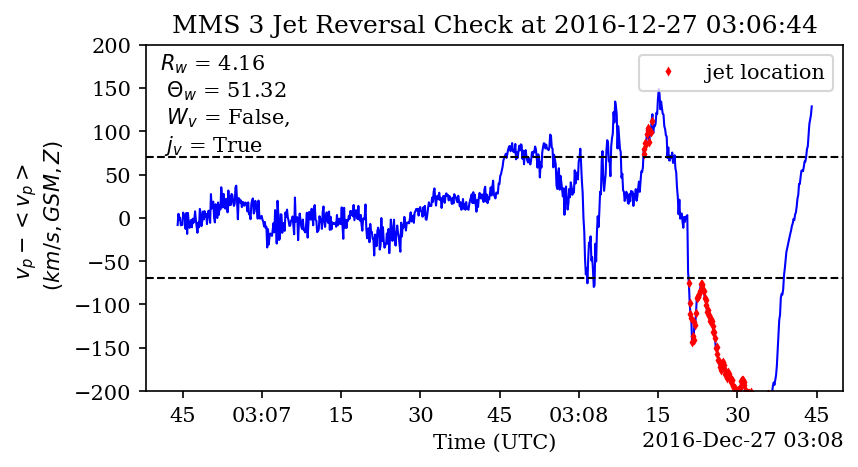 MMS 3 Jet Reversal Check at 2016-12-27 03:06:44
200
150
100
50
0
−50
−100
−150
−200
v_p − < v_p >
(km/s, GSM, Z)
R_w = 4.16
Θ_w = 51.32
W_v = False,
j_v = True
jet location
45 03:07 15 30 45 03:08 15 30 45
Time (UTC)
2016-Dec-27 03:08